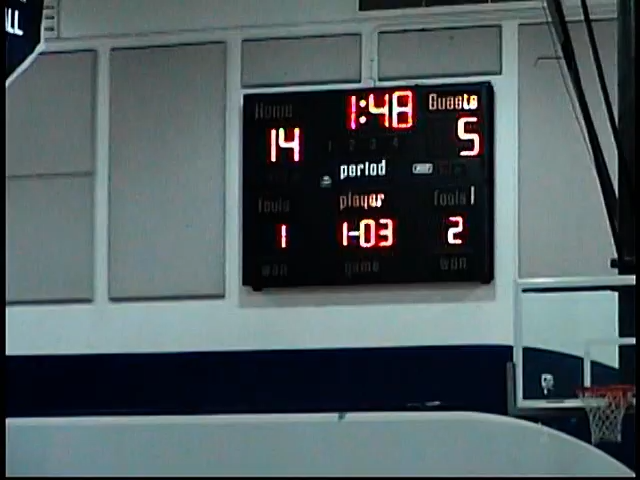 LL
Home 1:48 Guests
14 5
1 2 3 4
period
fouls player fouls
1 1-03 2
won game won